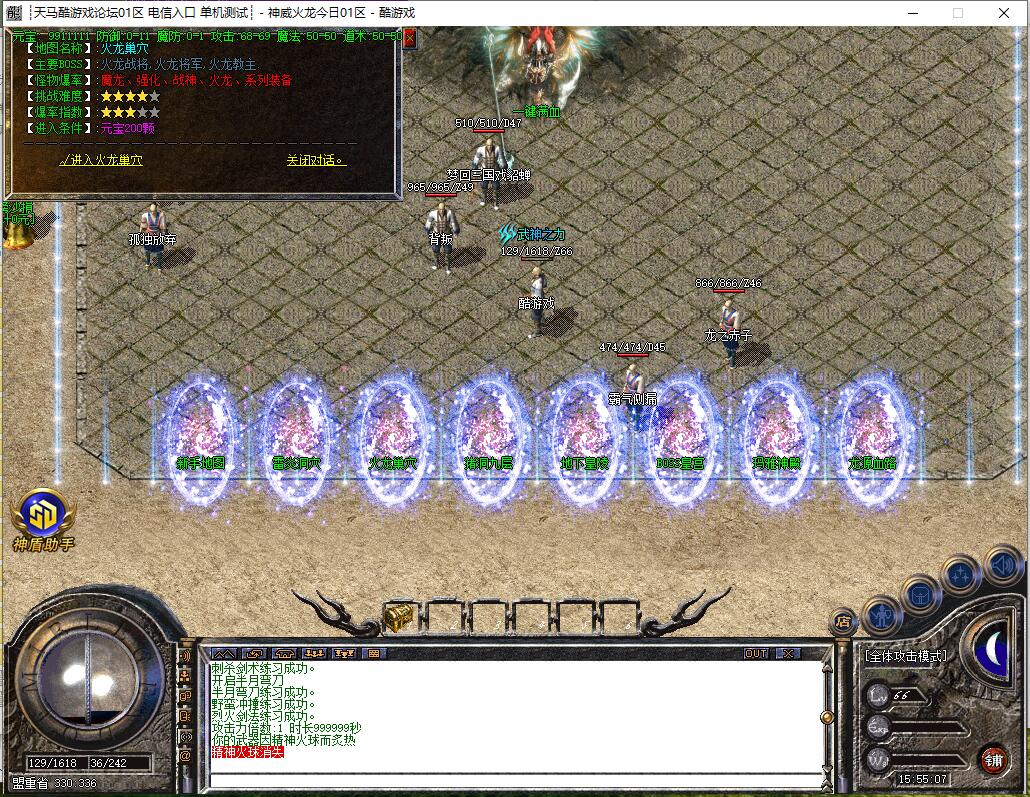 天马酷游戏论坛01区 电信入口 单机测试 - 神威火龙今日01区 - 酷游戏
元宝 9911111 防御:0-11 魔防:0-1 攻击:68-69 魔法:50-50 道术:50-50
【地图名称】:火龙巢穴
【主要BOSS】:火龙战将,火龙将军,火龙教主
【怪物爆率】:魔龙、强化、战神、火龙、系列装备
【挑战难度】:★★★★★
【爆率指数】:★★★★★
【进入条件】:元宝200颗
√进入火龙巢穴
关闭对话。
一键满血
510/510/D47
梦回三国戏貂蝉
965/965/Z49
背叛
孤独放弃
武神之力
129/1618/Z66
酷游戏
866/866/Z46
龙之赤子
474/474/D45
霸气侧漏
新手地图
雷炎洞穴
火龙巢穴
猪洞九层
地下皇陵
BOSS皇宫
玛雅神殿
龙源血路
神盾助手
店
OUT
刺杀剑术练习成功。
开启半月弯刀
半月弯刀练习成功。
野蛮冲撞练习成功。
烈火剑法练习成功。
攻击力倍数:1 时长999999秒
你的武器因精神火球而炙热
精神火球消失
[全体攻击模式]
Lv 66
Exp
129/1618
36/242
盟重省 330:336
15:55:07
铺